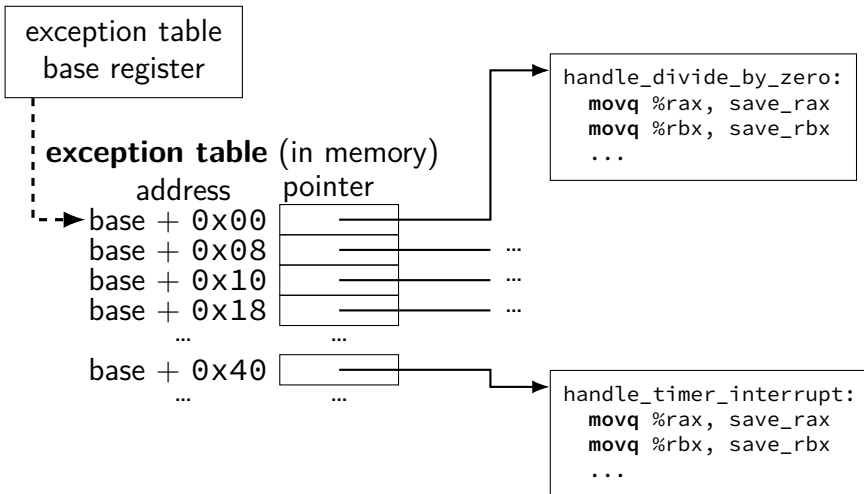 exception table
base register
exception table (in memory)
address pointer
base + 0x00
base + 0x08 ...
base + 0x10 ...
base + 0x18 ...
... ...
base + 0x40
... ...
handle_divide_by_zero:
movq %rax, save_rax
movq %rbx, save_rbx
...
handle_timer_interrupt:
movq %rax, save_rax
movq %rbx, save_rbx
...